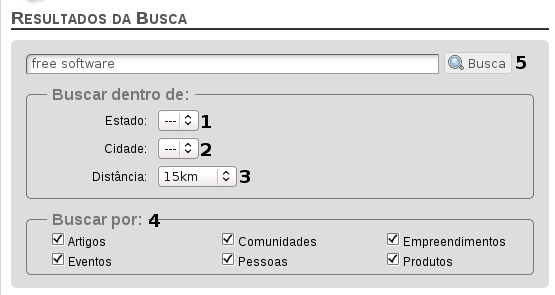 RESULTADOS DA BUSCA
free software Busca 5
Buscar dentro de:
Estado: --- 1
Cidade: --- 2
Distância: 15km 3
Buscar por: 4
Artigos Comunidades Empreendimentos
Eventos Pessoas Produtos